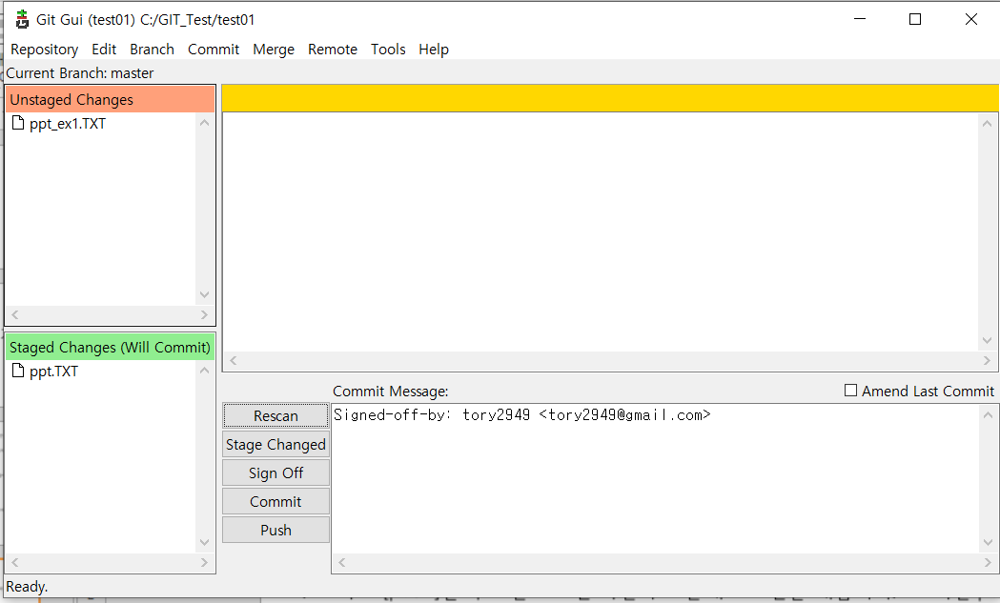 Git Gui (test01) C:/GIT_Test/test01
Repository Edit Branch Commit Merge Remote Tools Help
Current Branch: master
Unstaged Changes
ppt_ex1.TXT
Staged Changes (Will Commit)
ppt.TXT
Commit Message:
Amend Last Commit
Rescan
Stage Changed
Sign Off
Commit
Push
Signed-off-by: tory2949 <tory2949@gmail.com>
Ready.